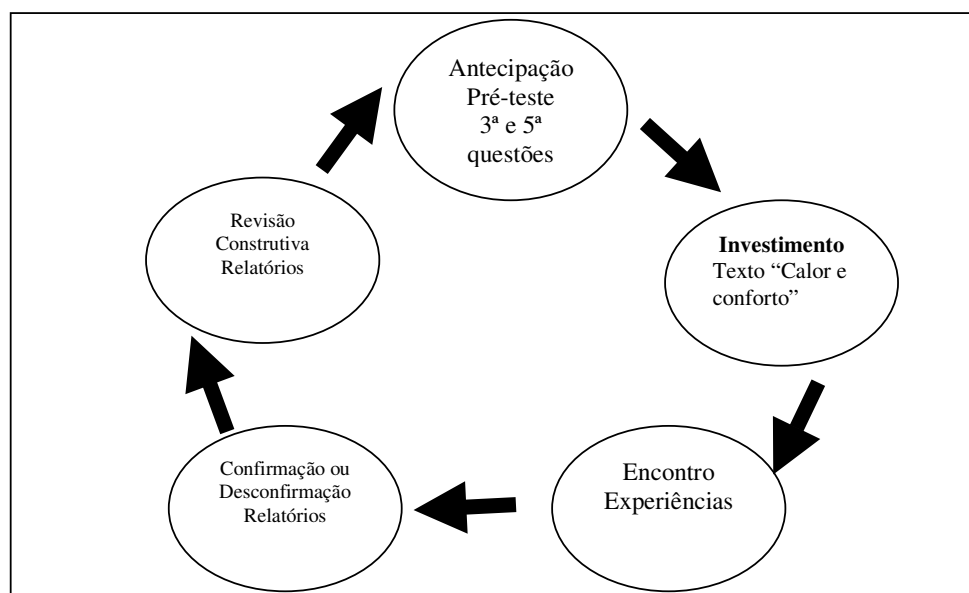 Antecipação
Pré-teste
3ª e 5ª
questões
Investimento
Texto “Calor e
conforto”
Encontro
Experiências
Confirmação ou
Desconfirmação
Relatórios
Revisão
Construtiva
Relatórios